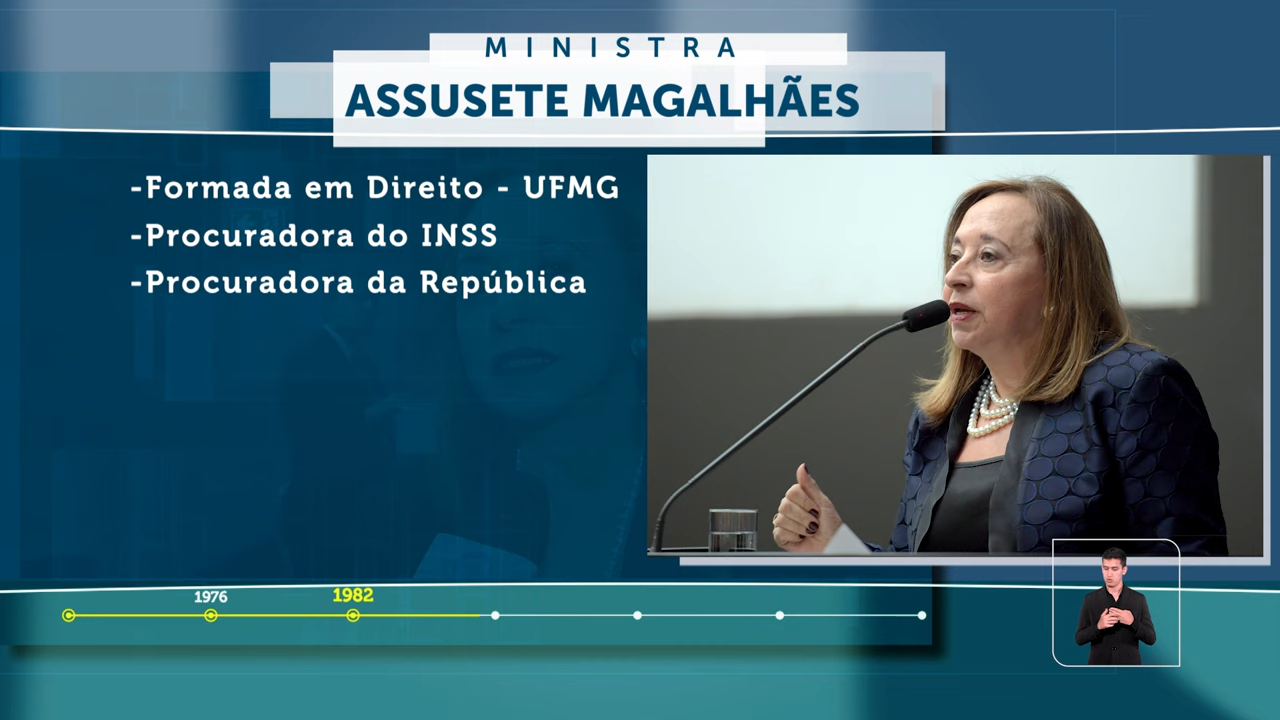 MINISTRA
ASSUSETE MAGALHÃES
-Formada em Direito - UFMG
-Procuradora do INSS
-Procuradora da República
1976
1982